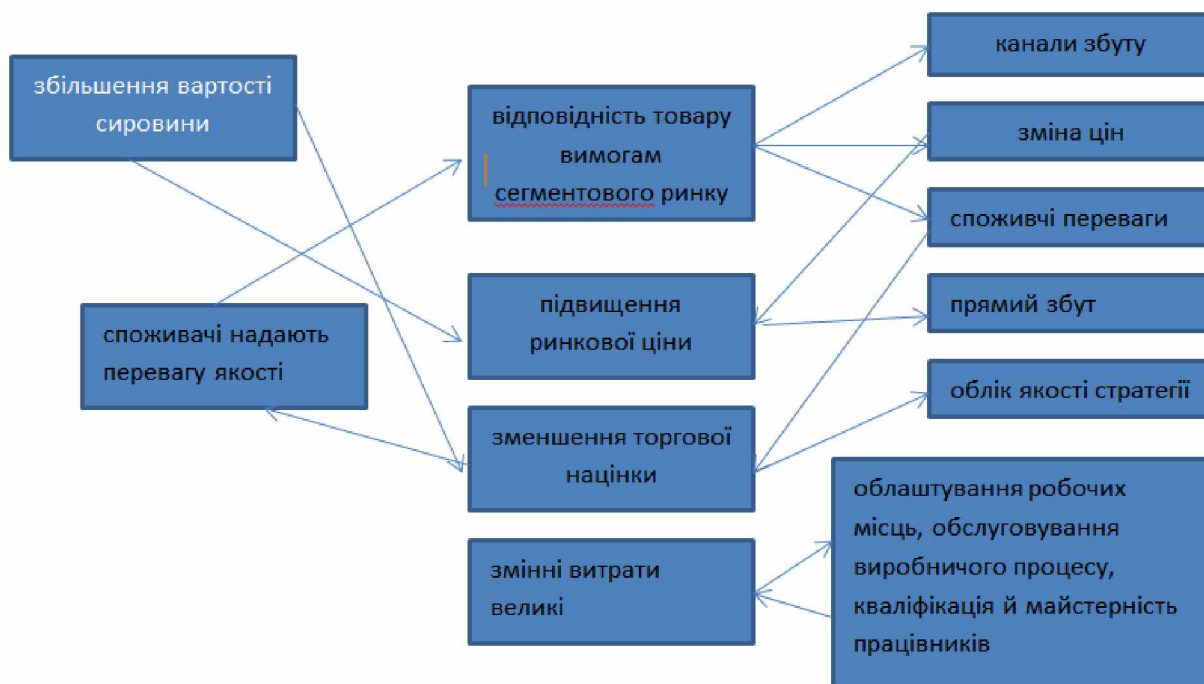 збільшення вартості
сировини
споживачі надають
перевагу якості
відповідність товару
вимогам
сегментового ринку
підвищення
ринкової ціни
зменшення торгової
націнки
змінні витрати
великі
канали збуту
зміна цін
споживчі переваги
прямий збут
облік якості стратегії
облаштування робочих
місць, обслуговування
виробничого процесу,
кваліфікація й майстерність
працівників